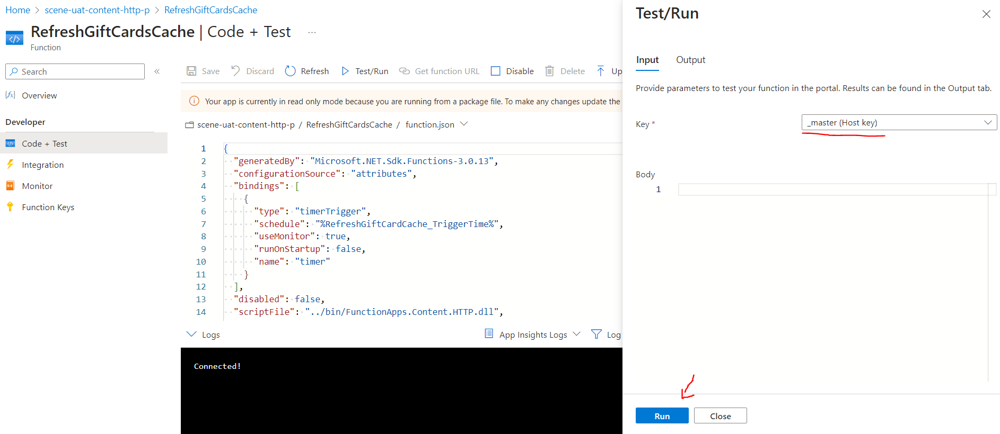 Home > scene-uat-content-http-p > RefreshGiftCardsCache
RefreshGiftCardsCache | Code + Test ...
Function
Search
«
Overview
Developer
Code + Test
Integration
Monitor
Function Keys
Save Discard Refresh Test/Run Get function URL Disable Delete Up
Your app is currently in read only mode because you are running from a package file. To make any changes update the
scene-uat-content-http-p / RefreshGiftCardsCache / function.json
1 {
2 "generatedBy": "Microsoft.NET.Sdk.Functions-3.0.13",
3 "configurationSource": "attributes",
4 "bindings": [
5 {
6 "type": "timerTrigger",
7 "schedule": "%RefreshGiftCardCache_TriggerTime%",
8 "useMonitor": true,
9 "runOnStartup": false,
10 "name": "timer"
11 }
12 ],
13 "disabled": false,
14 "scriptFile": "../bin/FunctionApps.Content.HTTP.dll",
Logs App Insights Logs Log
Connected!
Test/Run
Input Output
Provide parameters to test your function in the portal. Results can be found in the Output tab.
Key * _master (Host key)
Body
1
Run Close